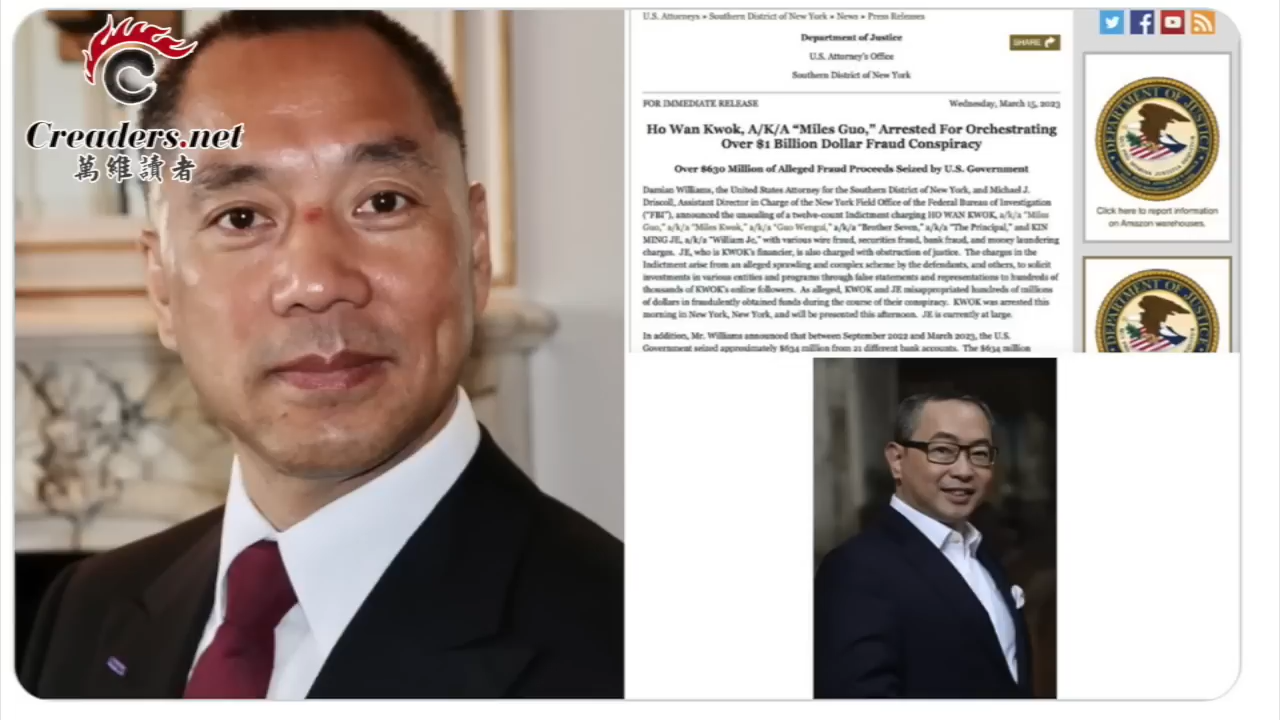 Creaders.net
萬維讀者
U.S. Attorneys » Southern District of New York » News » Press Releases
Department of Justice
SHARE
U.S. Attorney's Office
Southern District of New York
FOR IMMEDIATE RELEASE
Wednesday, March 15, 2023
Ho Wan Kwok, A/K/A “Miles Guo,” Arrested For Orchestrating
Over $1 Billion Dollar Fraud Conspiracy
Over $630 Million of Alleged Fraud Proceeds Seized by U.S. Government
Damian Williams, the United States Attorney for the Southern District of New York, and Michael J.
Driscoll, Assistant Director in Charge of the New York Field Office of the Federal Bureau of Investigation
("FBI"), announced the unsealing of a twelve-count Indictment charging HO WAN KWOK, a/k/a "Miles
Guo," a/k/a "Miles Kwok," a/k/a "Guo Wengui," a/k/a "Brother Seven," a/k/a "The Principal," and KIN
MING JE, a/k/a "William Je," with various wire fraud, securities fraud, bank fraud, and money laundering
charges. JE, who is KWOK's financier, is also charged with obstruction of justice. The charges in the
Indictment arise from an alleged sprawling and complex scheme by the defendants, and others, to solicit
investments in various entities and programs through false statements and representations to hundreds of
thousands of KWOK's online followers. As alleged, KWOK and JE misappropriated hundreds of millions
of dollars in fraudulently obtained funds during the course of their conspiracy. KWOK was arrested this
morning in New York, New York, and will be presented this afternoon. JE is currently at large.
In addition, Mr. Williams announced that between September 2022 and March 2023, the U.S.
Government seized approximately $634 million from 21 different bank accounts. The $634 million
DEPARTMENT OF JUSTICE
Click here to report information
on Amazon warehouses.
DEPARTMENT OF JUSTICE